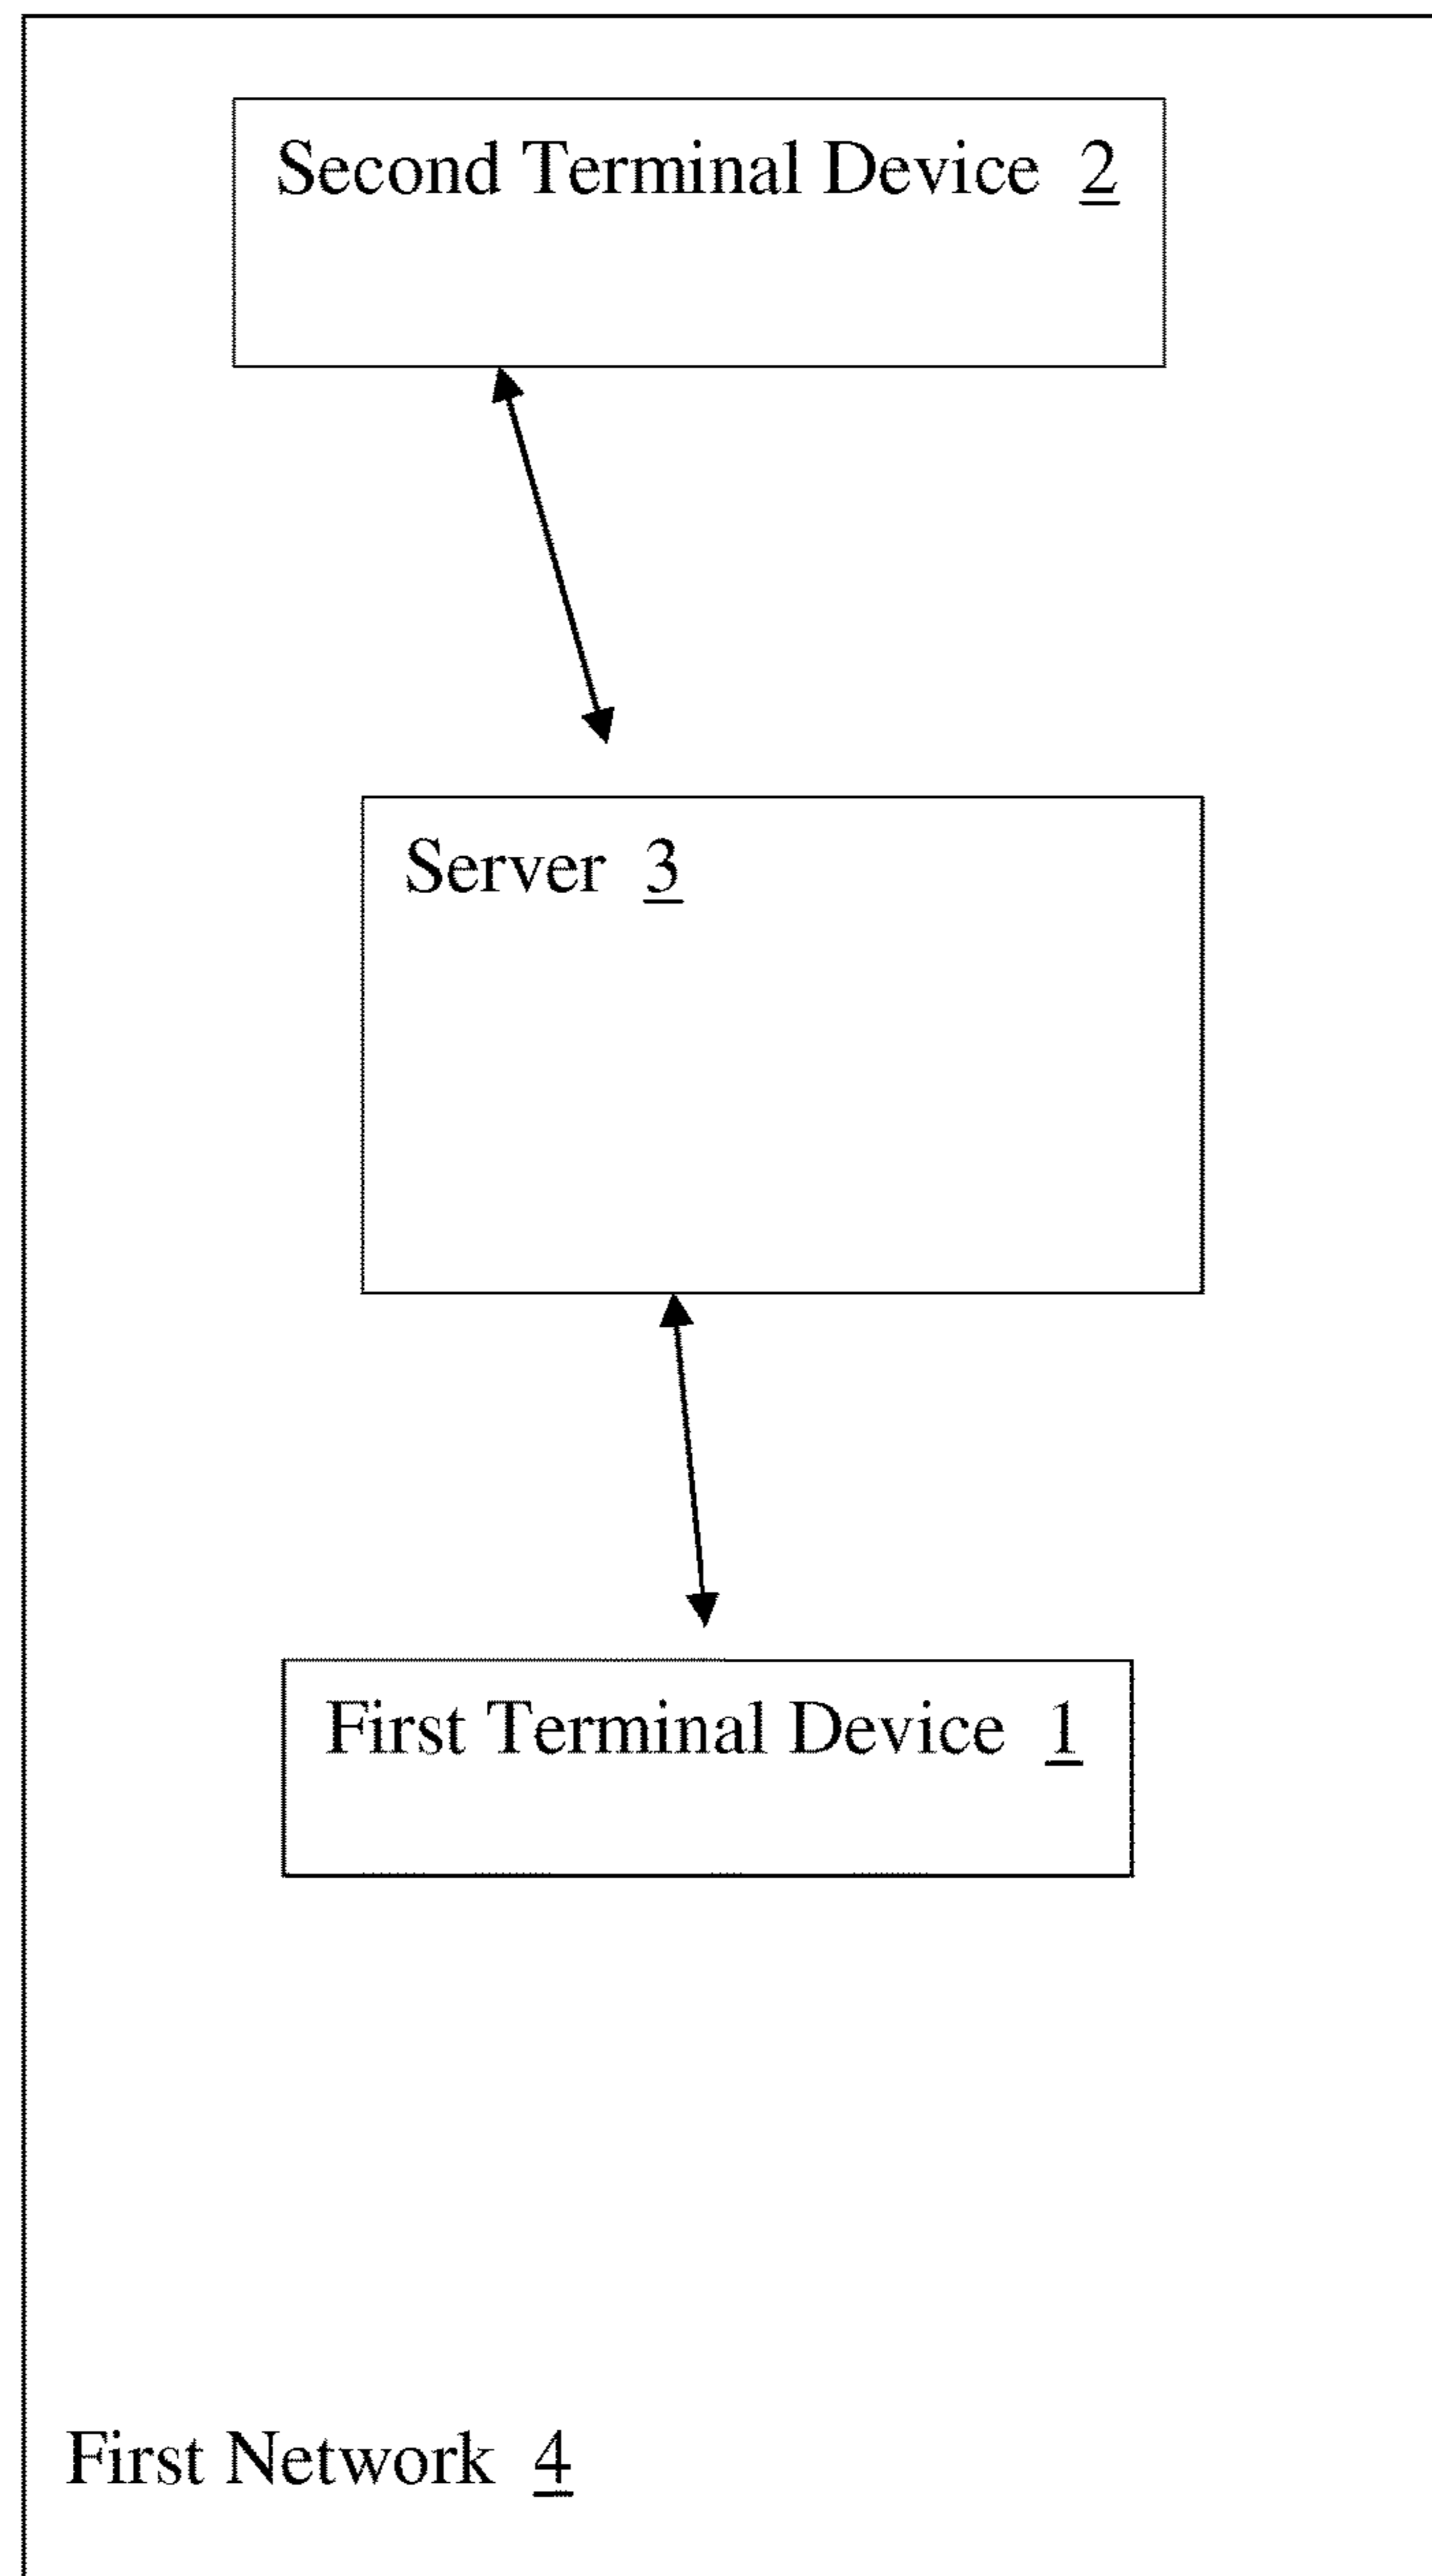 Second Terminal Device 2
Server 3
First Terminal Device 1
First Network 4